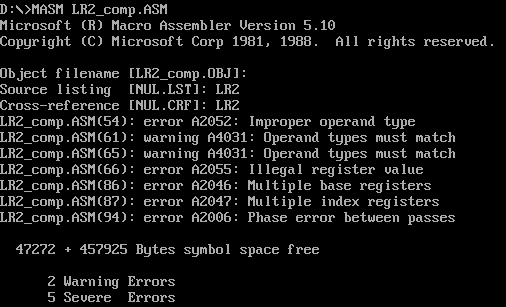 D:\>MASM LR2_comp.ASM
Microsoft (R) Macro Assembler Version 5.10
Copyright (C) Microsoft Corp 1981, 1988.  All rights reserved.
Object filename [LR2_comp.OBJ]:
Source listing  [NUL.LST]: LR2
Cross-reference [NUL.CRF]: LR2
LR2_comp.ASM(54): error A2052: Improper operand type
LR2_comp.ASM(61): warning A4031: Operand types must match
LR2_comp.ASM(65): warning A4031: Operand types must match
LR2_comp.ASM(66): error A2055: Illegal register value
LR2_comp.ASM(86): error A2046: Multiple base registers
LR2_comp.ASM(87): error A2047: Multiple index registers
LR2_comp.ASM(94): error A2006: Phase error between passes
47272 + 457925 Bytes symbol space free
2 Warning Errors
5 Severe  Errors